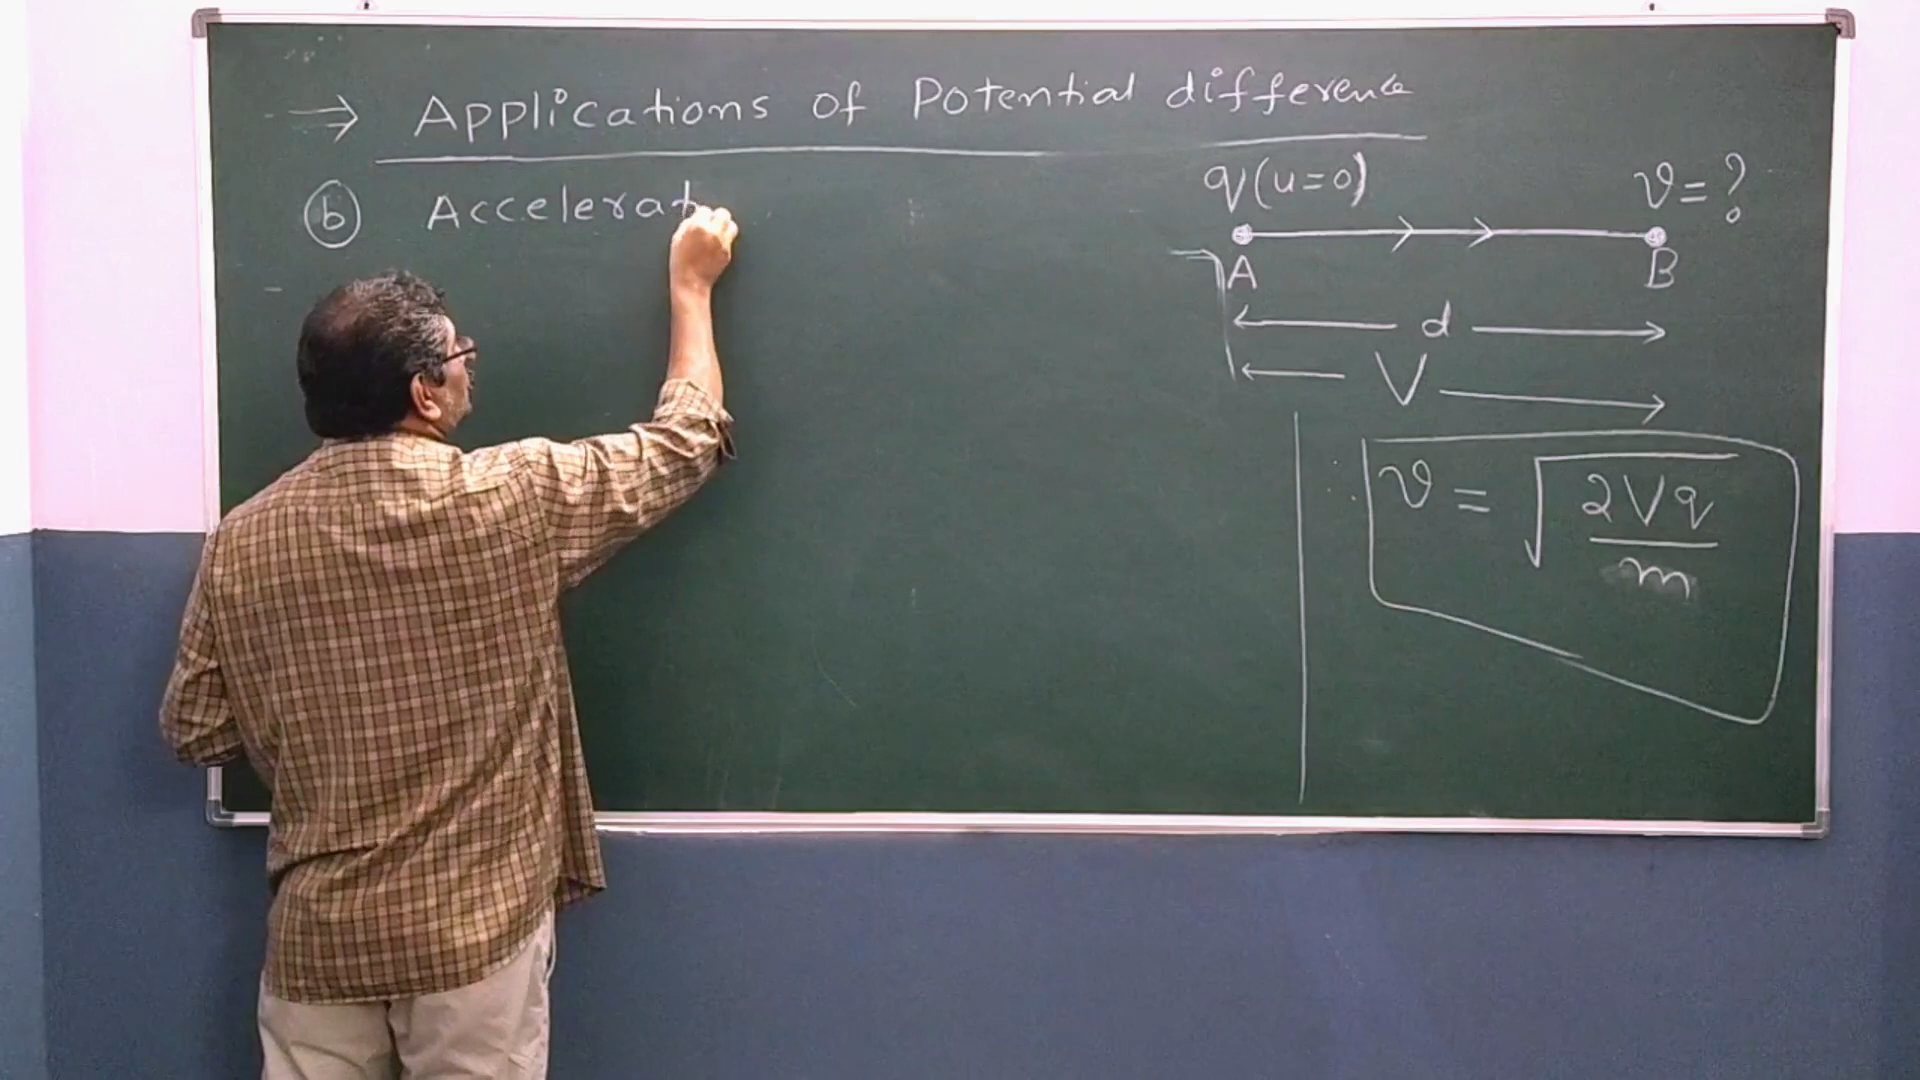 ⇒ Applications of Potential difference
ⓑ Accelerat
q(u=0) v=?
A B
d
V
v = √(2Vq/m)